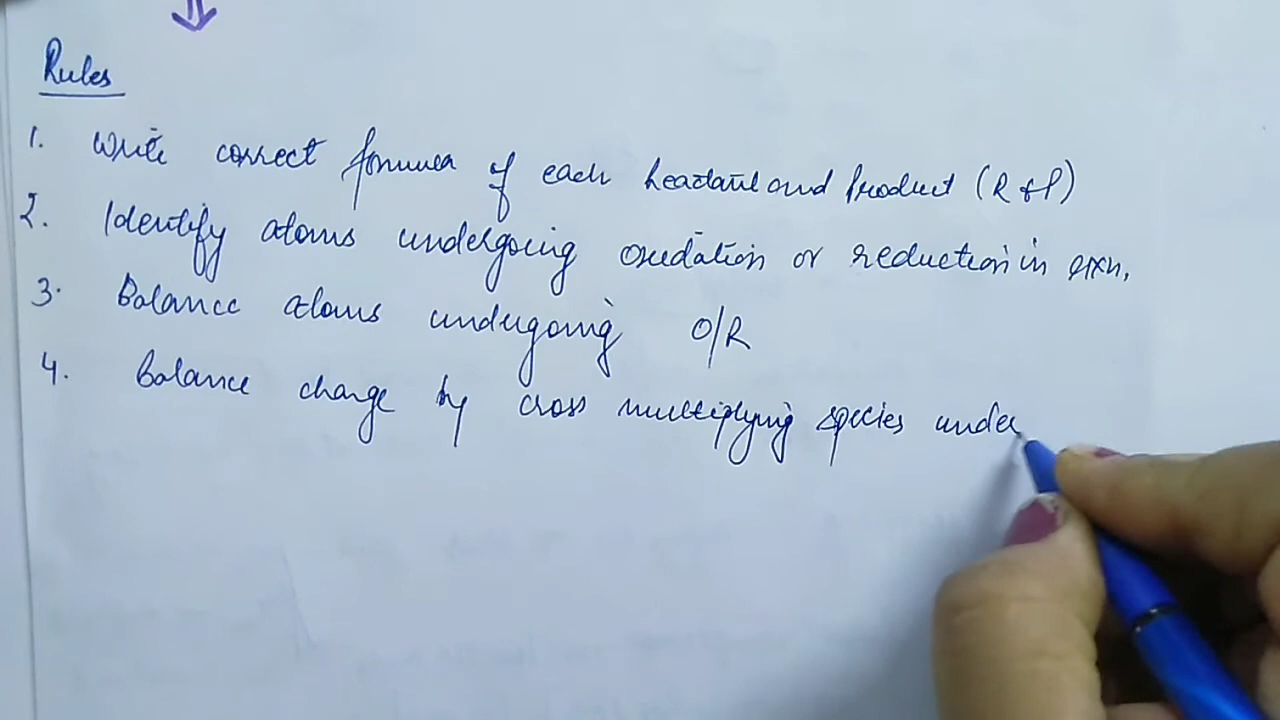 Rules
1. Write correct formula of each Reactant and Product (R & P)
2. Identify atoms undergoing oxidation or reduction in rxn.
3. Balance atoms undergoing O/R
4. Balance charge by cross multiplying species under